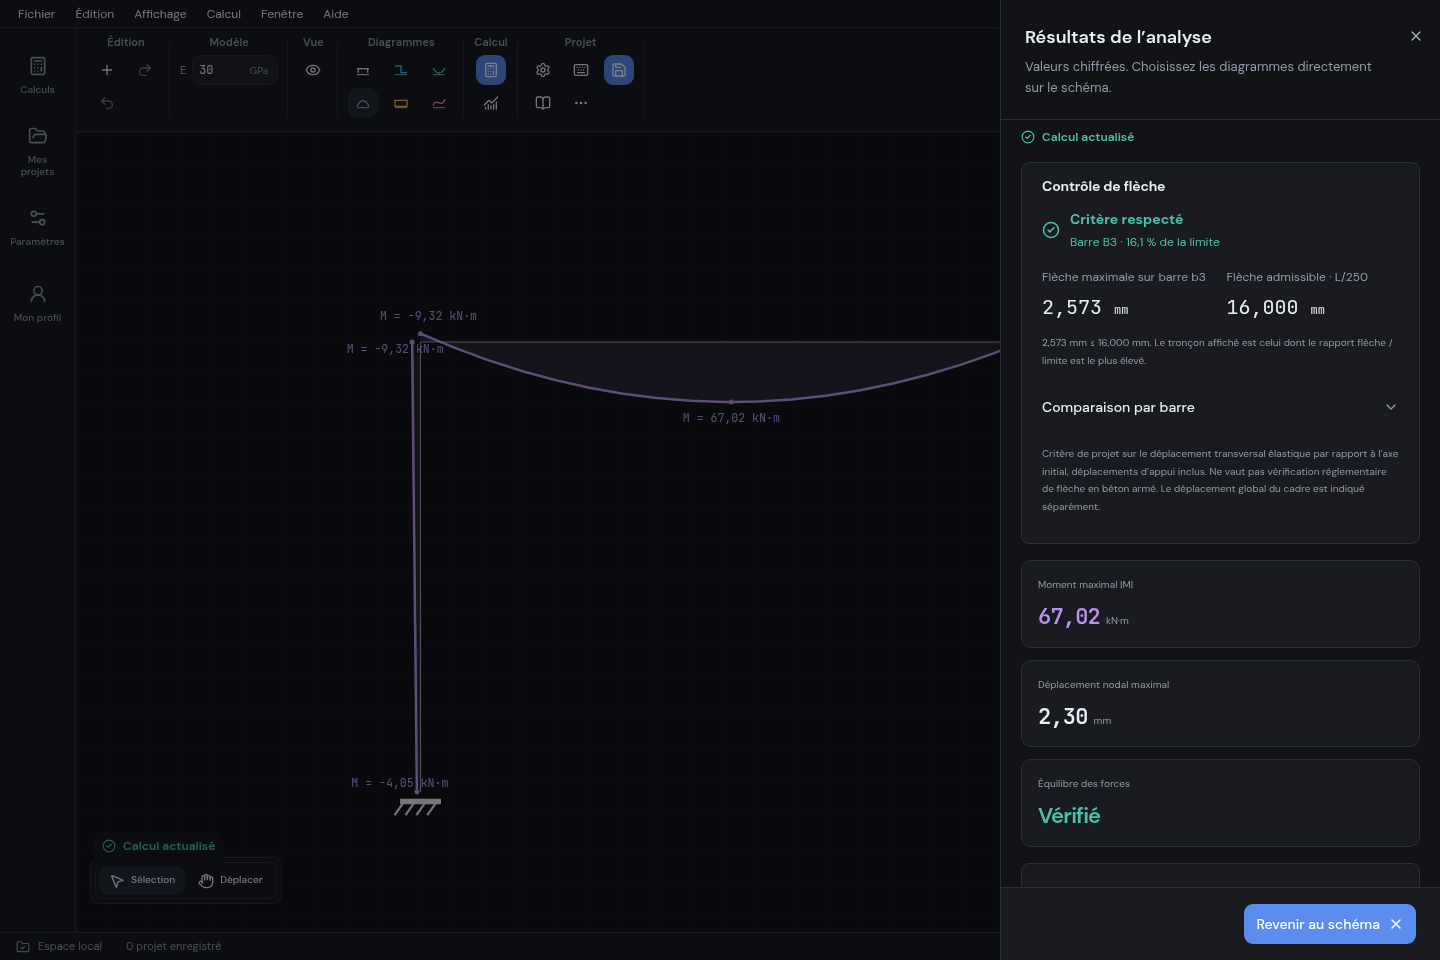 Fichier Édition Affichage Calcul Fenêtre Aide
Édition Modèle Vue Diagrammes Calcul Projet
E 30 GPa
Calculs
Mes
projets
Paramètres
Mon profil
M = -9,32 kN·m
M = -9,32 kN·m
M = 67,02 kN·m
M = -4,05 kN·m
Calcul actualisé
Sélection Déplacer
Espace local 0 projet enregistré
Résultats de l’analyse
Valeurs chiffrées. Choisissez les diagrammes directement
sur le schéma.
Calcul actualisé
Contrôle de flèche
Critère respecté
Barre B3 · 16,1 % de la limite
Flèche maximale sur barre b3 Flèche admissible · L/250
2,573 mm 16,000 mm
2,573 mm ≤ 16,000 mm. Le tronçon affiché est celui dont le rapport flèche /
limite est le plus élevé.
Comparaison par barre
Critère de projet sur le déplacement transversal élastique par rapport à l’axe
initial, déplacements d’appui inclus. Ne vaut pas vérification réglementaire
de flèche en béton armé. Le déplacement global du cadre est indiqué
séparément.
Moment maximal |M|
67,02 kN·m
Déplacement nodal maximal
2,30 mm
Équilibre des forces
Vérifié
Revenir au schéma